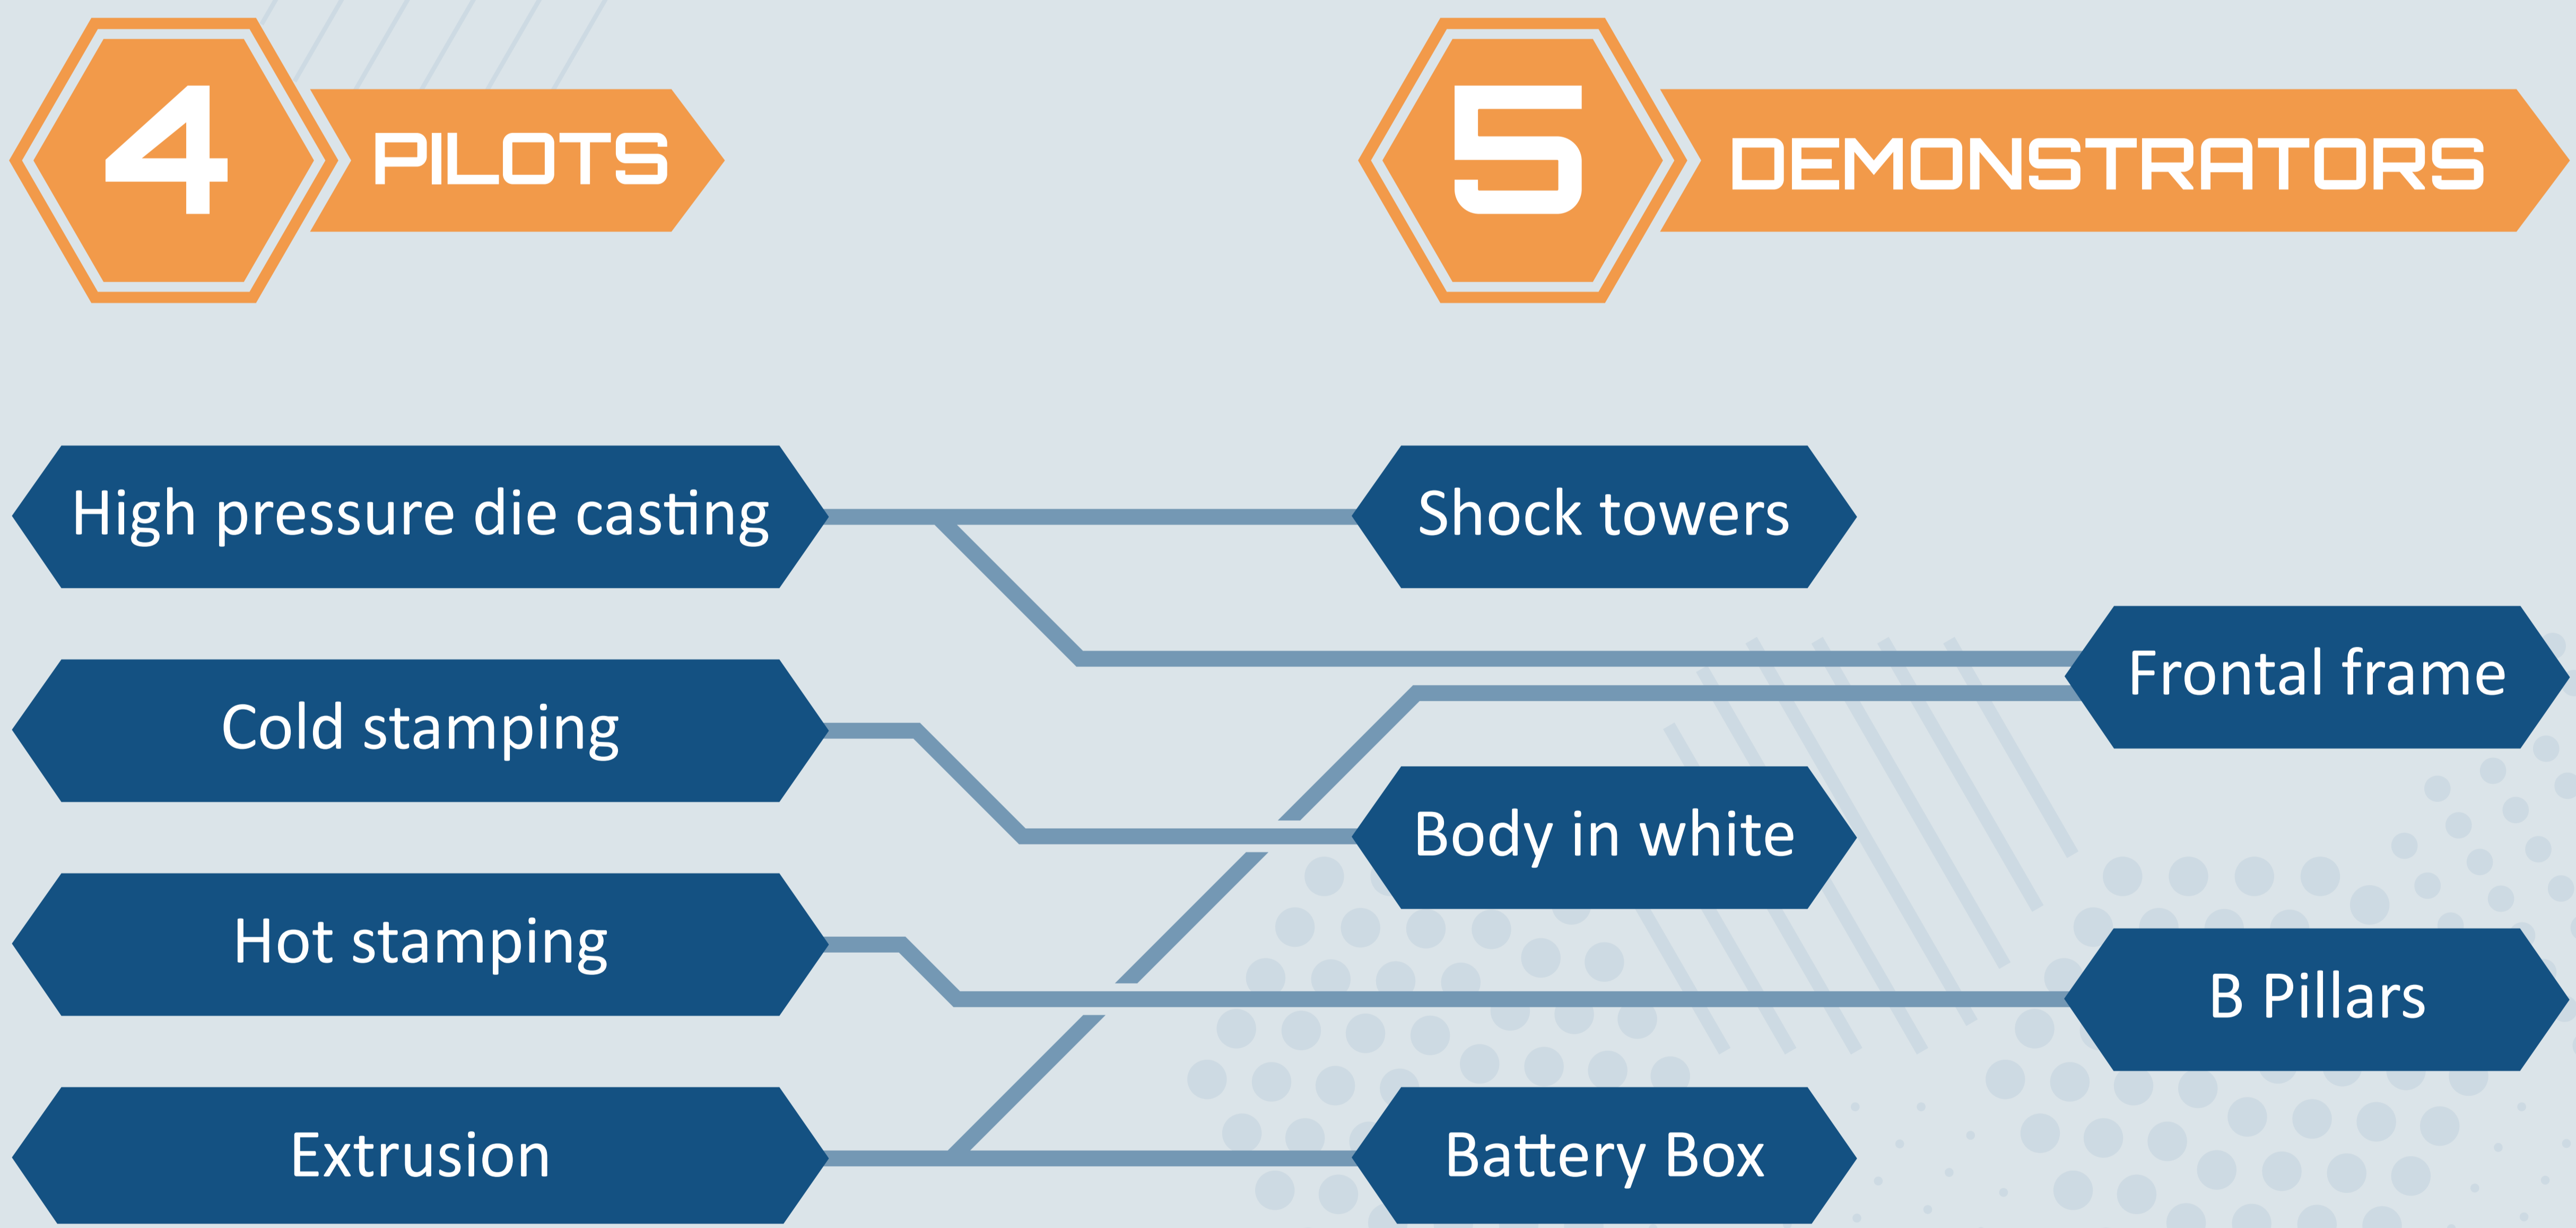 4 PILOTS
5 DEMONSTRATORS
High pressure die casting
Shock towers
Frontal frame
Cold stamping
Body in white
Hot stamping
B Pillars
Extrusion
Battery Box